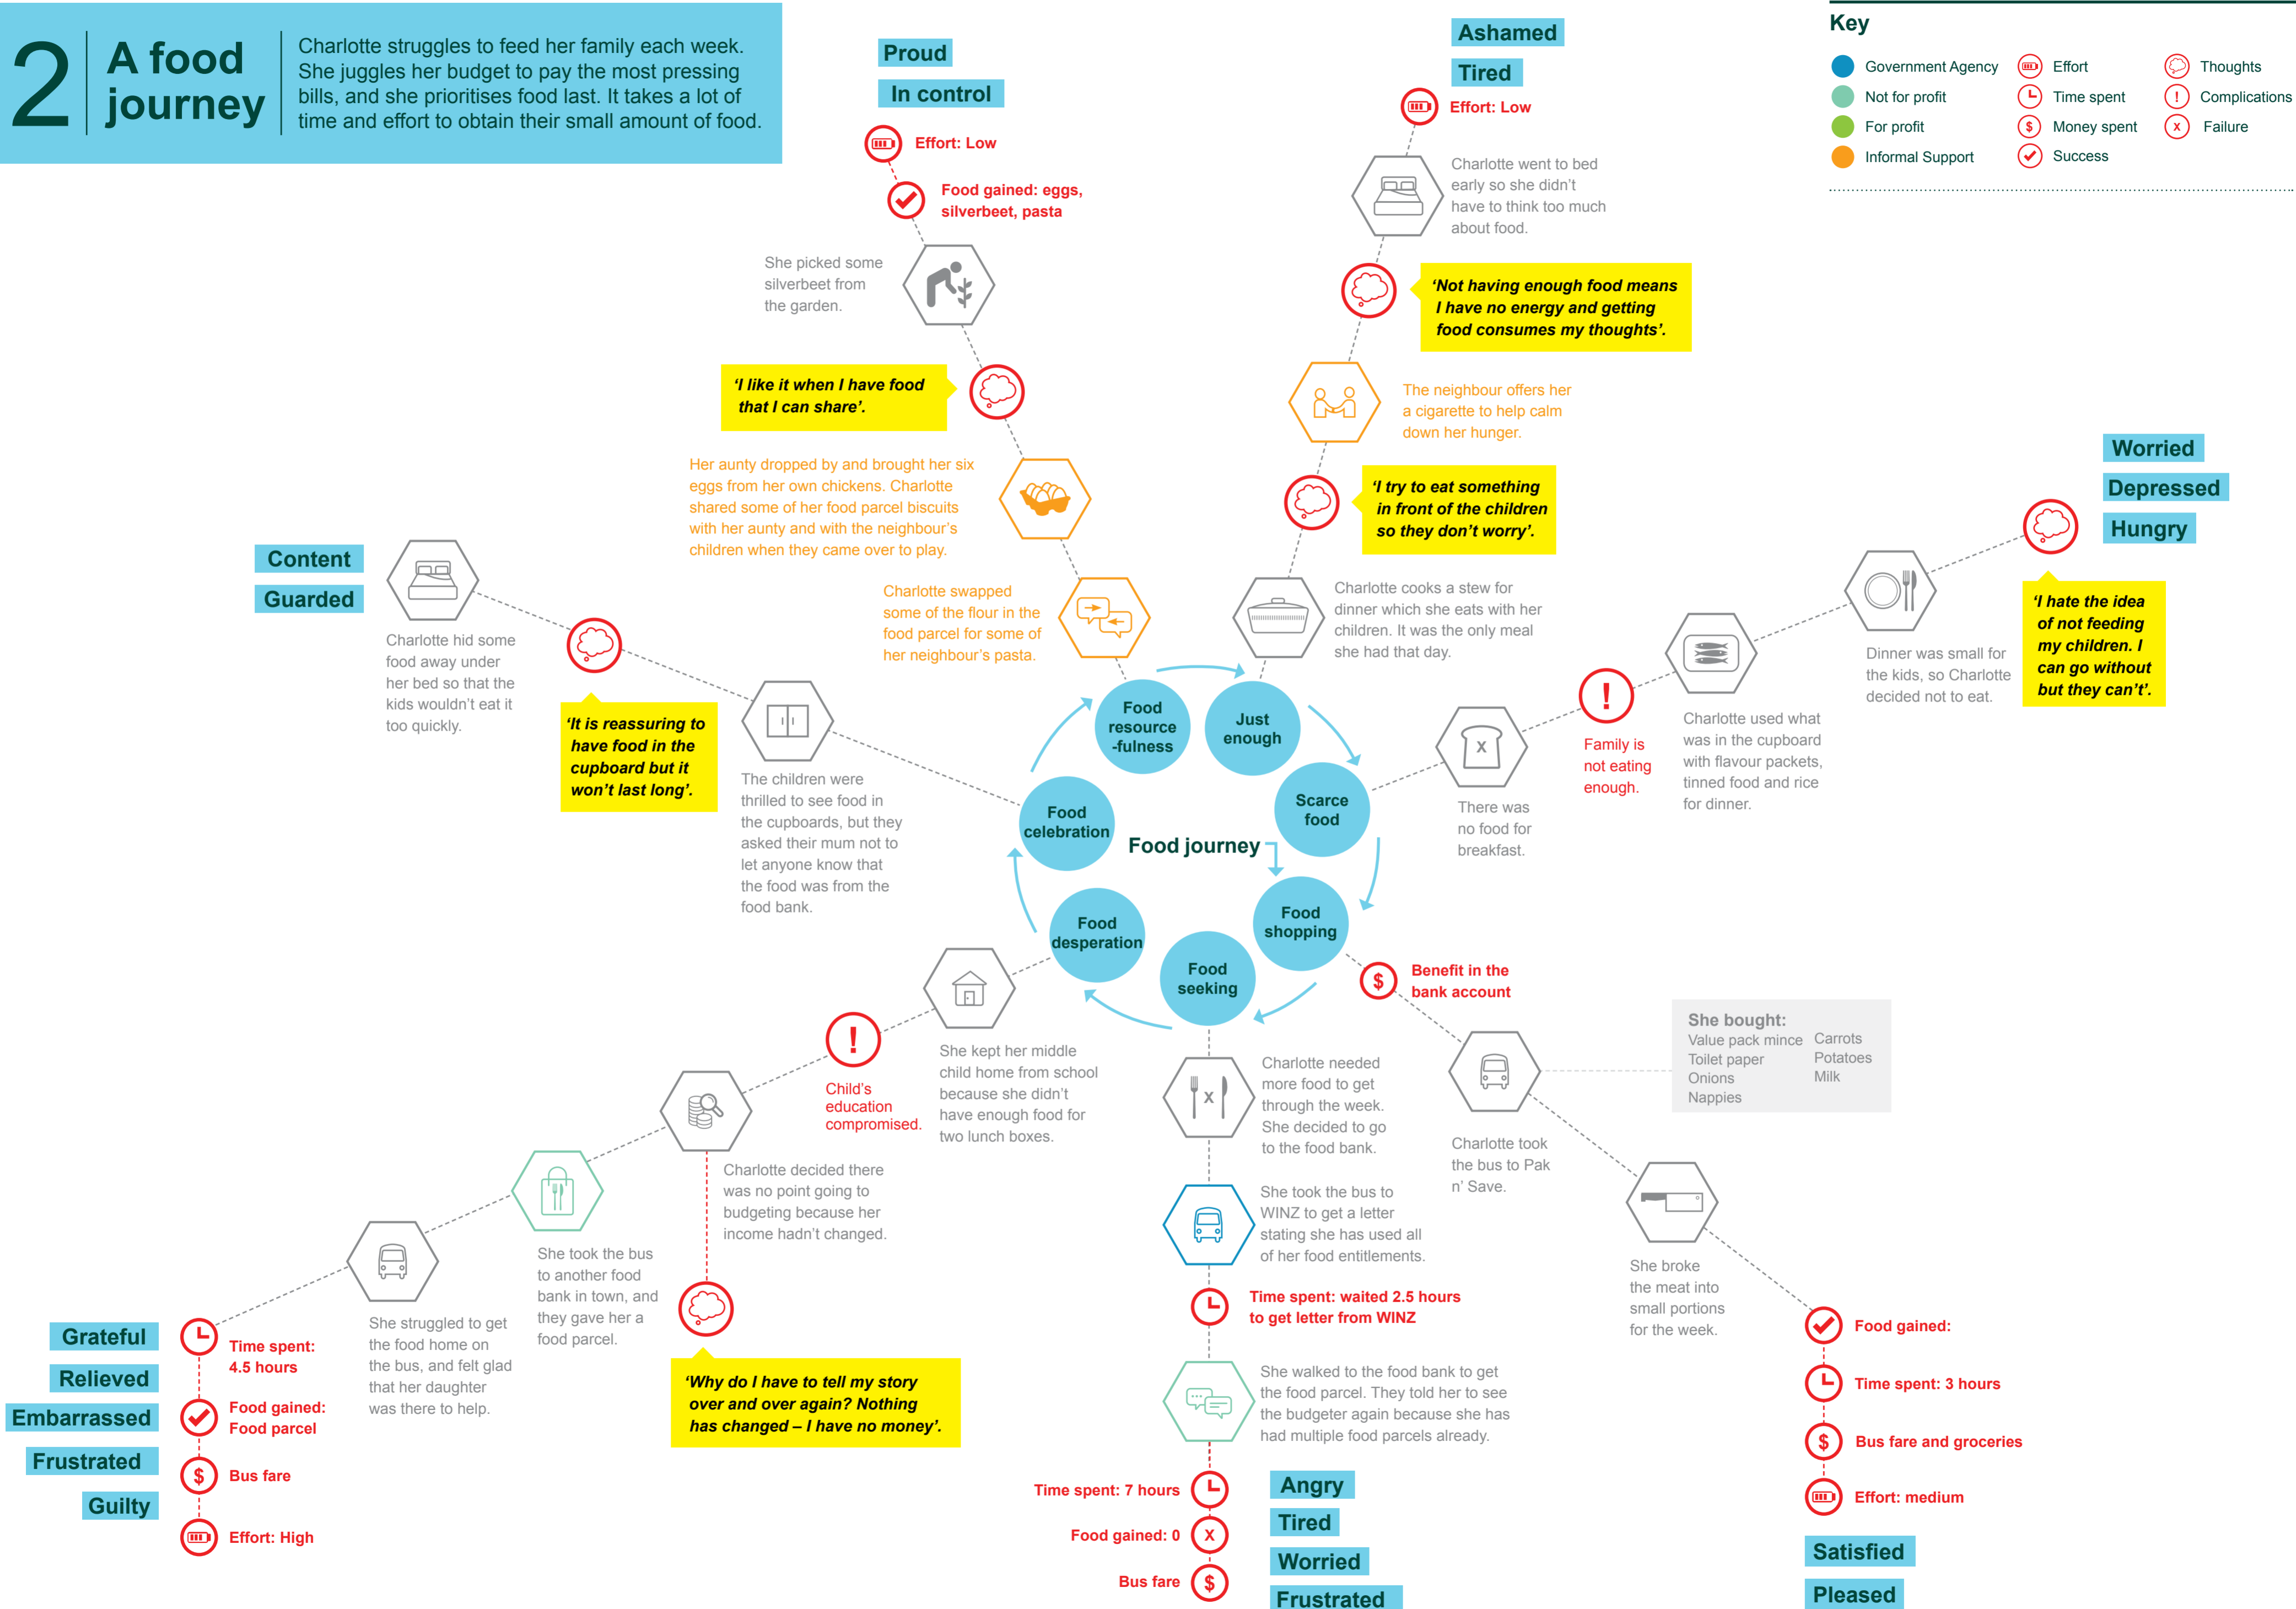 2
A food
journey
Charlotte struggles to feed her family each week.
She juggles her budget to pay the most pressing
bills, and she prioritises food last. It takes a lot of
time and effort to obtain their small amount of food.
Key
Government Agency
Not for profit
For profit
Informal Support
Effort
Time spent
$ Money spent
Success
Thoughts
! Complications
x Failure
Food journey
Food
shopping
$
Benefit in the
bank account
Charlotte took
the bus to Pak
n' Save.
She bought:
Value pack mince
Toilet paper
Onions
Nappies
Carrots
Potatoes
Milk
She broke
the meat into
small portions
for the week.
Food gained:
Time spent: 3 hours
$ Bus fare and groceries
Effort: medium
Satisfied
Pleased
Food
seeking
x
Charlotte needed
more food to get
through the week.
She decided to go
to the food bank.
She took the bus to
WINZ to get a letter
stating she has used all
of her food entitlements.
Time spent: waited 2.5 hours
to get letter from WINZ
She walked to the food bank to get
the food parcel. They told her to see
the budgeter again because she has
had multiple food parcels already.
Time spent: 7 hours
Food gained: 0 x
Bus fare $
Angry
Tired
Worried
Frustrated
Food
desperation
She kept her middle
child home from school
because she didn't
have enough food for
two lunch boxes.
!
Child's
education
compromised.
Charlotte decided there
was no point going to
budgeting because her
income hadn't changed.
'Why do I have to tell my story
over and over again? Nothing
has changed – I have no money'.
She took the bus
to another food
bank in town, and
they gave her a
food parcel.
She struggled to get
the food home on
the bus, and felt glad
that her daughter
was there to help.
Time spent:
4.5 hours
Food gained:
Food parcel
$ Bus fare
Effort: High
Grateful
Relieved
Embarrassed
Frustrated
Guilty
Food
celebration
The children were
thrilled to see food in
the cupboards, but they
asked their mum not to
let anyone know that
the food was from the
food bank.
'It is reassuring to
have food in the
cupboard but it
won't last long'.
Charlotte hid some
food away under
her bed so that the
kids wouldn't eat it
too quickly.
Content
Guarded
Food
resource
-fulness
Charlotte swapped
some of the flour in the
food parcel for some of
her neighbour's pasta.
Her aunty dropped by and brought her six
eggs from her own chickens. Charlotte
shared some of her food parcel biscuits
with her aunty and with the neighbour's
children when they came over to play.
'I like it when I have food
that I can share'.
She picked some
silverbeet from
the garden.
Food gained: eggs,
silverbeet, pasta
Effort: Low
Proud
In control
Just
enough
Charlotte cooks a stew for
dinner which she eats with her
children. It was the only meal
she had that day.
'I try to eat something
in front of the children
so they don't worry'.
The neighbour offers her
a cigarette to help calm
down her hunger.
'Not having enough food means
I have no energy and getting
food consumes my thoughts'.
Charlotte went to bed
early so she didn't
have to think too much
about food.
Effort: Low
Ashamed
Tired
Scarce
food
x
There was
no food for
breakfast.
!
Family is
not eating
enough.
Charlotte used what
was in the cupboard
with flavour packets,
tinned food and rice
for dinner.
Dinner was small for
the kids, so Charlotte
decided not to eat.
'I hate the idea
of not feeding
my children. I
can go without
but they can't'.
Worried
Depressed
Hungry